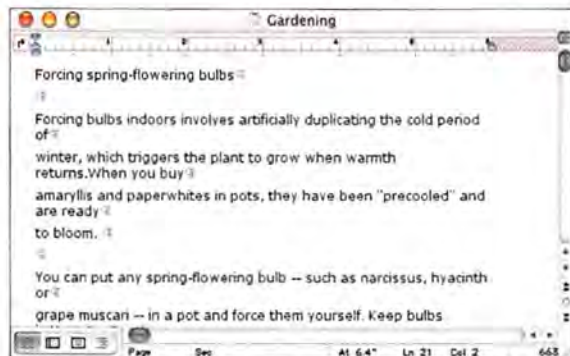 Gardening
Forcing spring-flowering bulbs
Forcing bulbs indoors involves artificially duplicating the cold period
of
winter, which triggers the plant to grow when warmth
returns.When you buy
amaryllis and paperwhites in pots, they have been "precooled" and
are ready
to bloom.
You can put any spring-flowering bulb -- such as narcissus, hyacinth
or
grape muscari -- in a pot and force them yourself. Keep bulbs
Page Sec At 6.4" Ln 21 Col 2 663